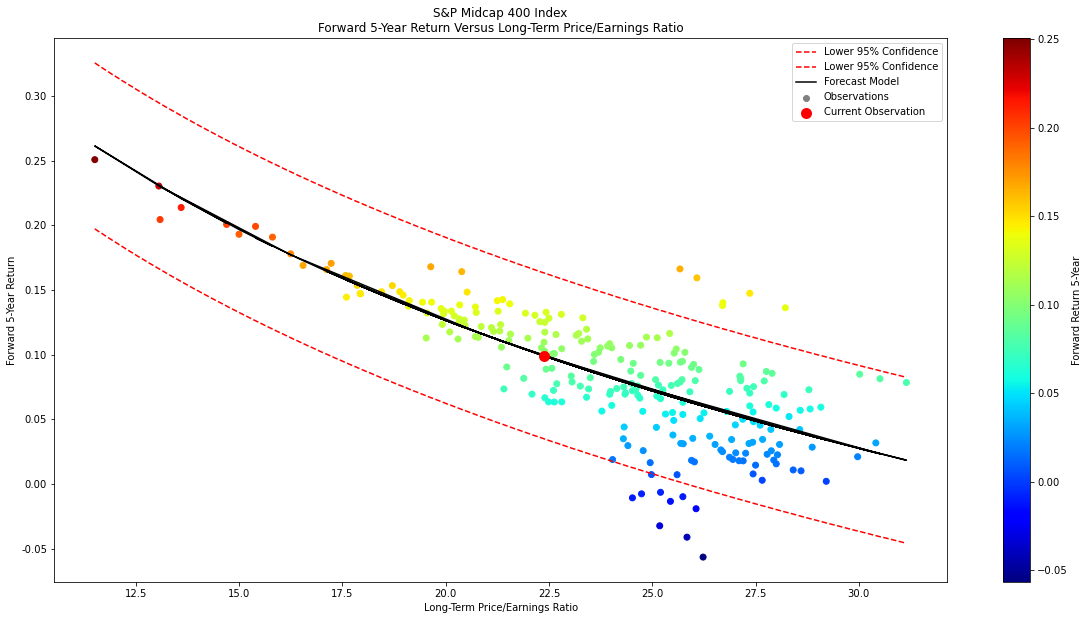 S&P Midcap 400 Index
Forward 5-Year Return Versus Long-Term Price/Earnings Ratio
Lower 95% Confidence
Lower 95% Confidence
Forecast Model
Observations
Current Observation
Forward 5-Year Return
0.30
0.25
0.20
0.15
0.10
0.05
0.00
-0.05
12.5 15.0 17.5 20.0 22.5 25.0 27.5 30.0
Long-Term Price/Earnings Ratio
0.25
0.20
0.15
0.10
0.05
0.00
-0.05
Forward Return 5-Year